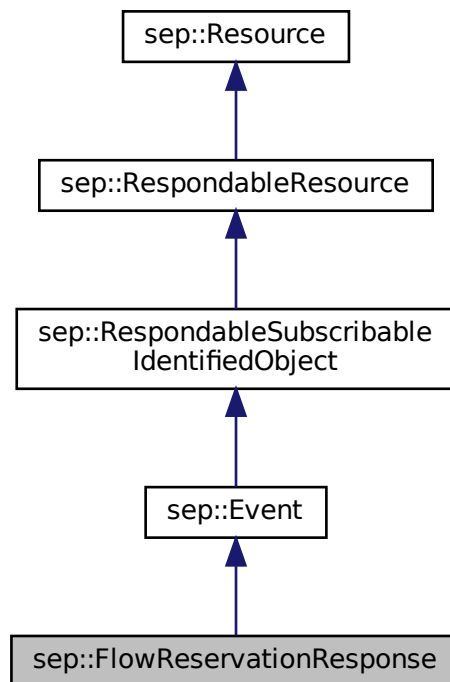 sep::Resource
sep::RespondableResource
sep::RespondableSubscribable
IdentifiedObject
sep::Event
sep::FlowReservationResponse